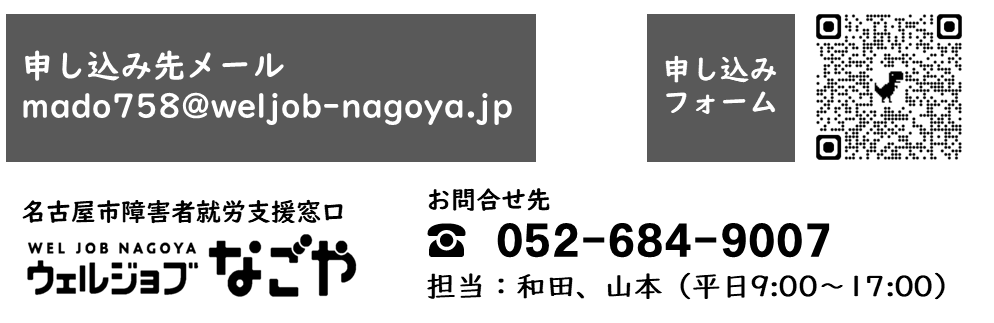 申し込み先メール
mado758@weljob-nagoya.jp
申し込み
フォーム
名古屋市障害者就労支援窓口
WEL JOB NAGOYA
ウェルジョブ なごや
お問合せ先
☎ 052-684-9007
担当：和田、山本（平日9:00～17:00）